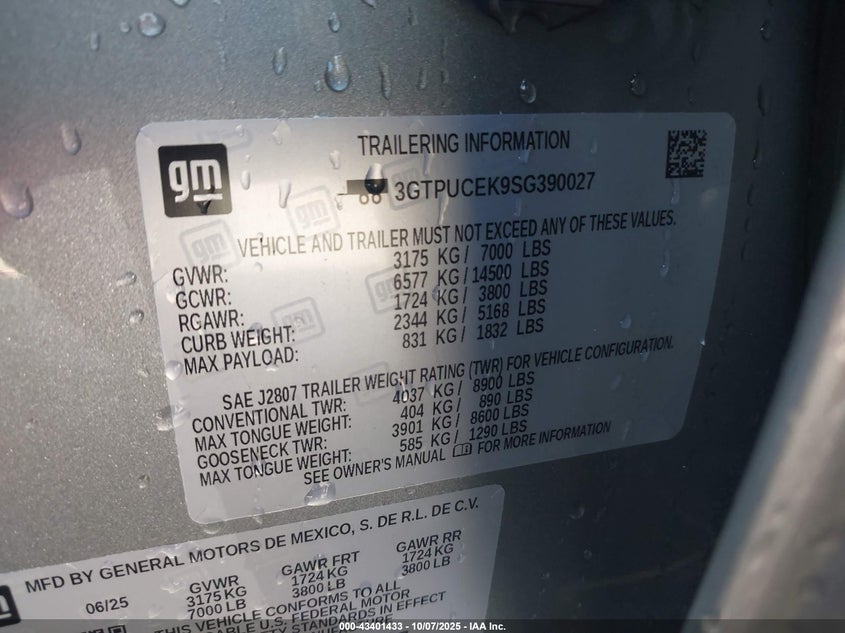 gm
TRAILERING INFORMATION
3GTPUCEK9SG390027
VEHICLE AND TRAILER MUST NOT EXCEED ANY OF THESE VALUES.
GVWR: 3175 KG / 7000 LBS
GCWR: 6577 KG / 14500 LBS
RGAWR: 1724 KG / 3800 LBS
CURB WEIGHT: 2344 KG / 5168 LBS
MAX PAYLOAD: 831 KG / 1832 LBS
SAE J2807 TRAILER WEIGHT RATING (TWR) FOR VEHICLE CONFIGURATION.
CONVENTIONAL TWR: 4037 KG / 8900 LBS
MAX TONGUE WEIGHT: 404 KG / 890 LBS
GOOSENECK TWR: 3901 KG / 8600 LBS
MAX TONGUE WEIGHT: 585 KG / 1290 LBS
SEE OWNER'S MANUAL FOR MORE INFORMATION
MFD BY GENERAL MOTORS DE MEXICO, S. DE R.L. DE C.V.
06/25 GVWR GAWR FRT GAWR RR
3175 KG 1724 KG 1724 KG
7000 LB 3800 LB 3800 LB
THIS VEHICLE CONFORMS TO ALL
U.S. FEDERAL MOTOR
STANDARDS IN EFFECT
000-43401433 - 10/07/2025 - IAA Inc.